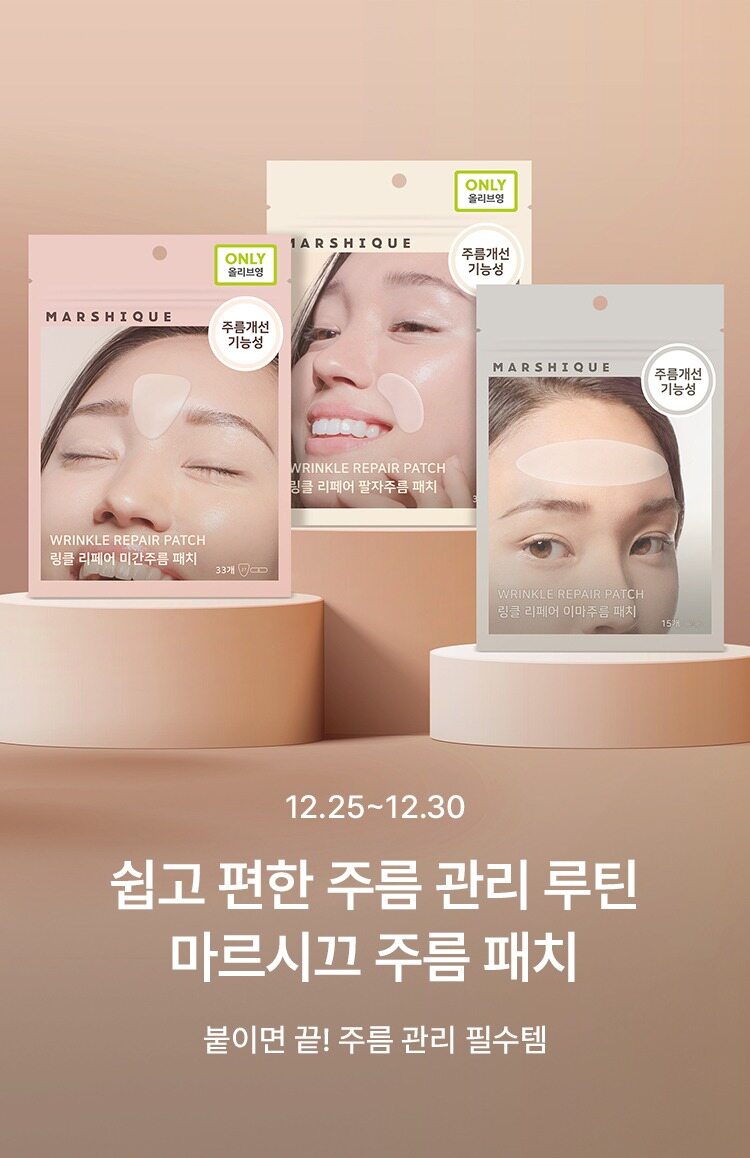 ONLY
올리브영
MARSHIQUE
주름개선
기능성
WRINKLE REPAIR PATCH
링클 리페어 미간주름 패치
33개
ONLY
올리브영
MARSHIQUE
주름개선
기능성
WRINKLE REPAIR PATCH
링클 리페어 팔자주름 패치
MARSHIQUE
주름개선
기능성
WRINKLE REPAIR PATCH
링클 리페어 이마주름 패치
15개
12.25~12.30
쉽고 편한 주름 관리 루틴
마르시끄 주름 패치
붙이면 끝! 주름 관리 필수템